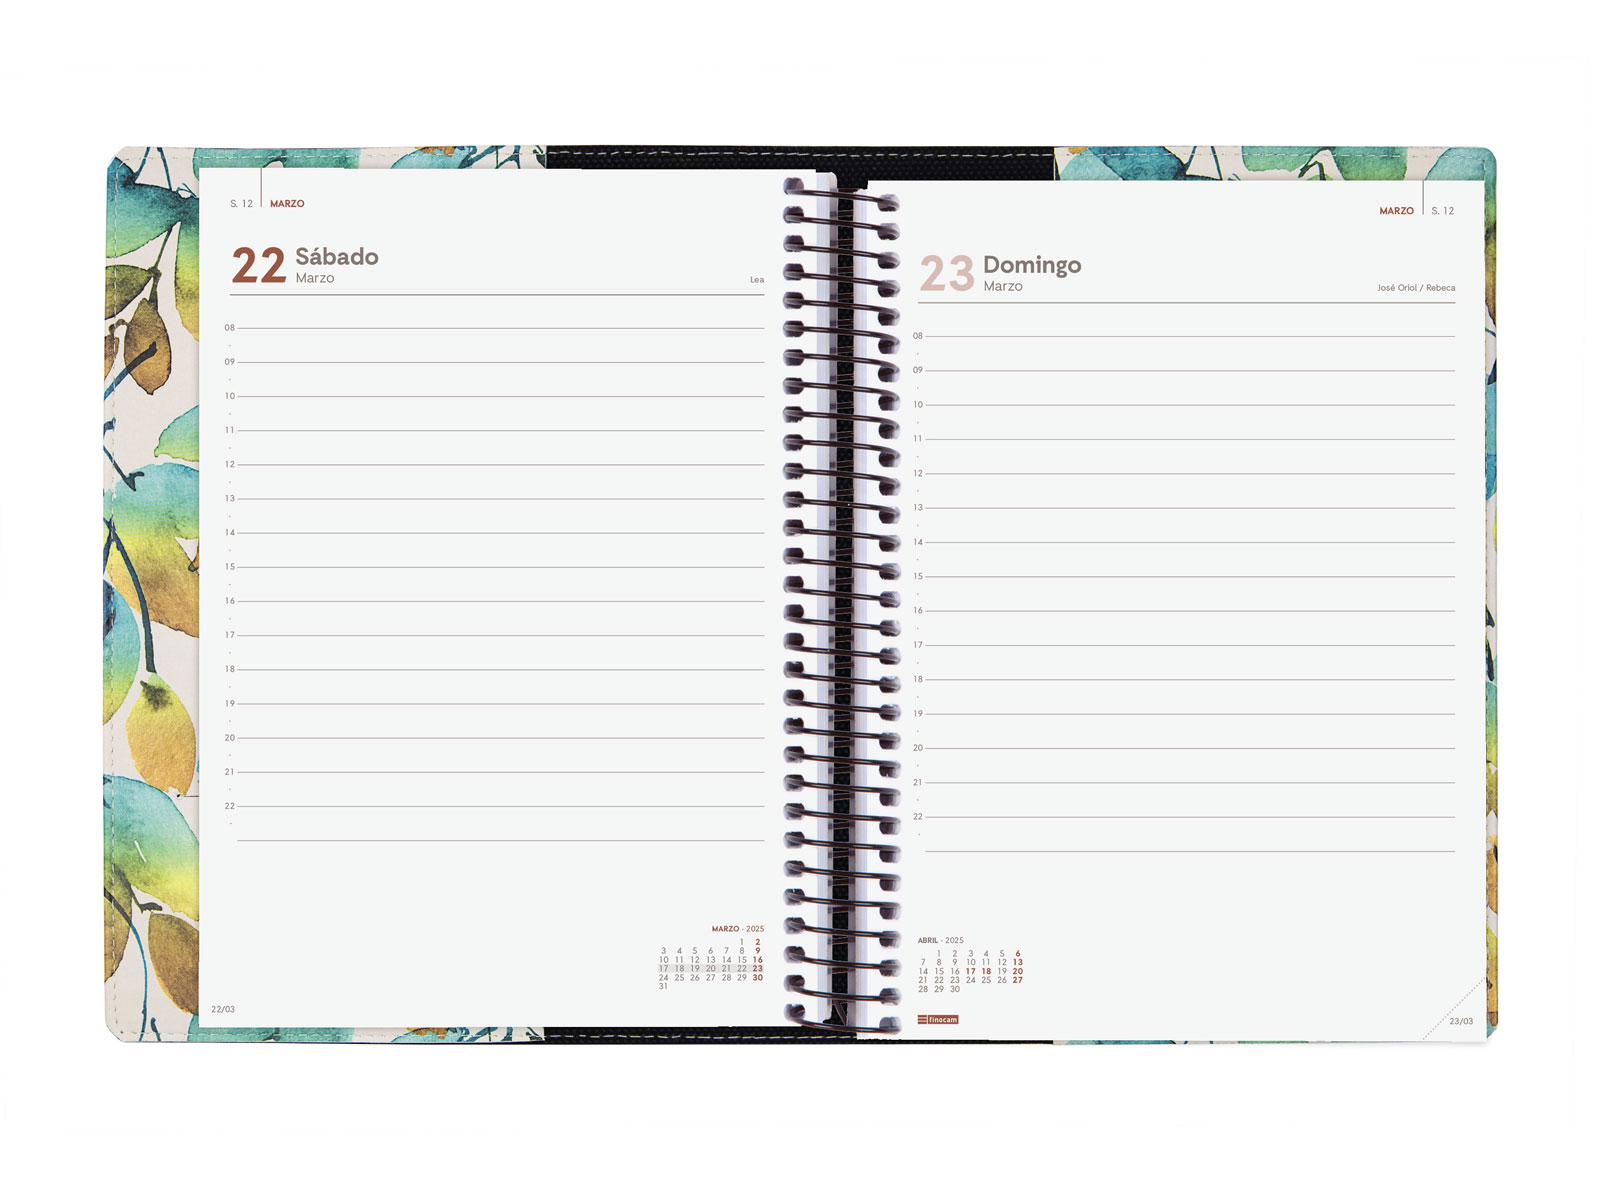 S. 12 MARZO
22 Sábado
Marzo
Lea
08
09
10
11
12
13
14
15
16
17
18
19
20
21
22
MARZO - 2025
1 2
3 4 5 6 7 8 9
10 11 12 13 14 15 16
17 18 19 20 21 22 23
24 25 26 27 28 29 30
31
22/03
MARZO S. 12
23 Domingo
Marzo
José Oriol / Rebeca
08
09
10
11
12
13
14
15
16
17
18
19
20
21
22
ABRIL - 2025
1 2 3 4 5 6
7 8 9 10 11 12 13
14 15 16 17 18 19 20
21 22 23 24 25 26 27
28 29 30
finocam
23/03